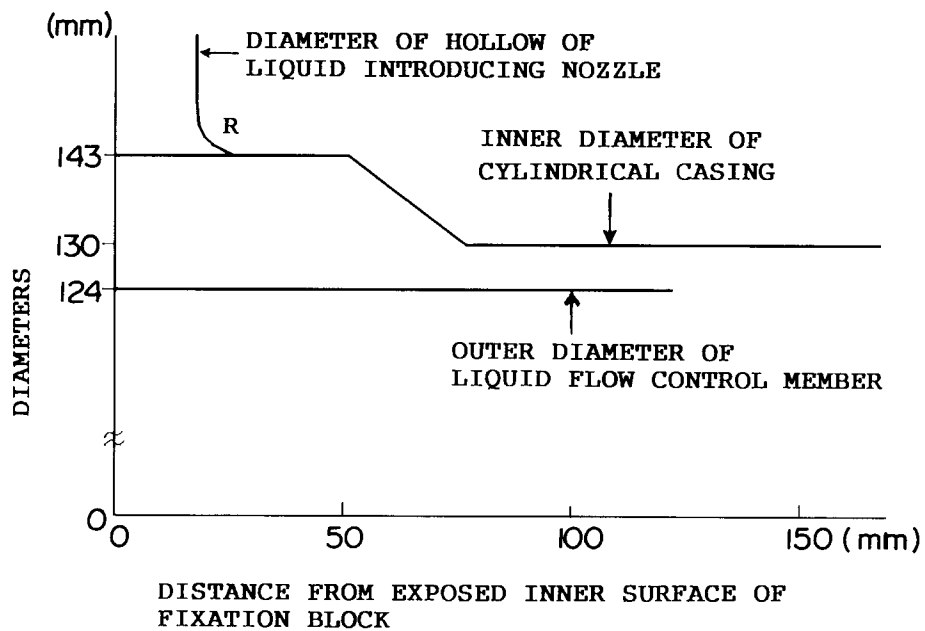 (mm)
DIAMETER OF HOLLOW OF
LIQUID INTRODUCING NOZZLE
R
INNER DIAMETER OF
CYLINDRICAL CASING
143
130
124
OUTER DIAMETER OF
LIQUID FLOW CONTROL MEMBER
DIAMETERS
0
0 50 100 150 (mm)
DISTANCE FROM EXPOSED INNER SURFACE OF
FIXATION BLOCK